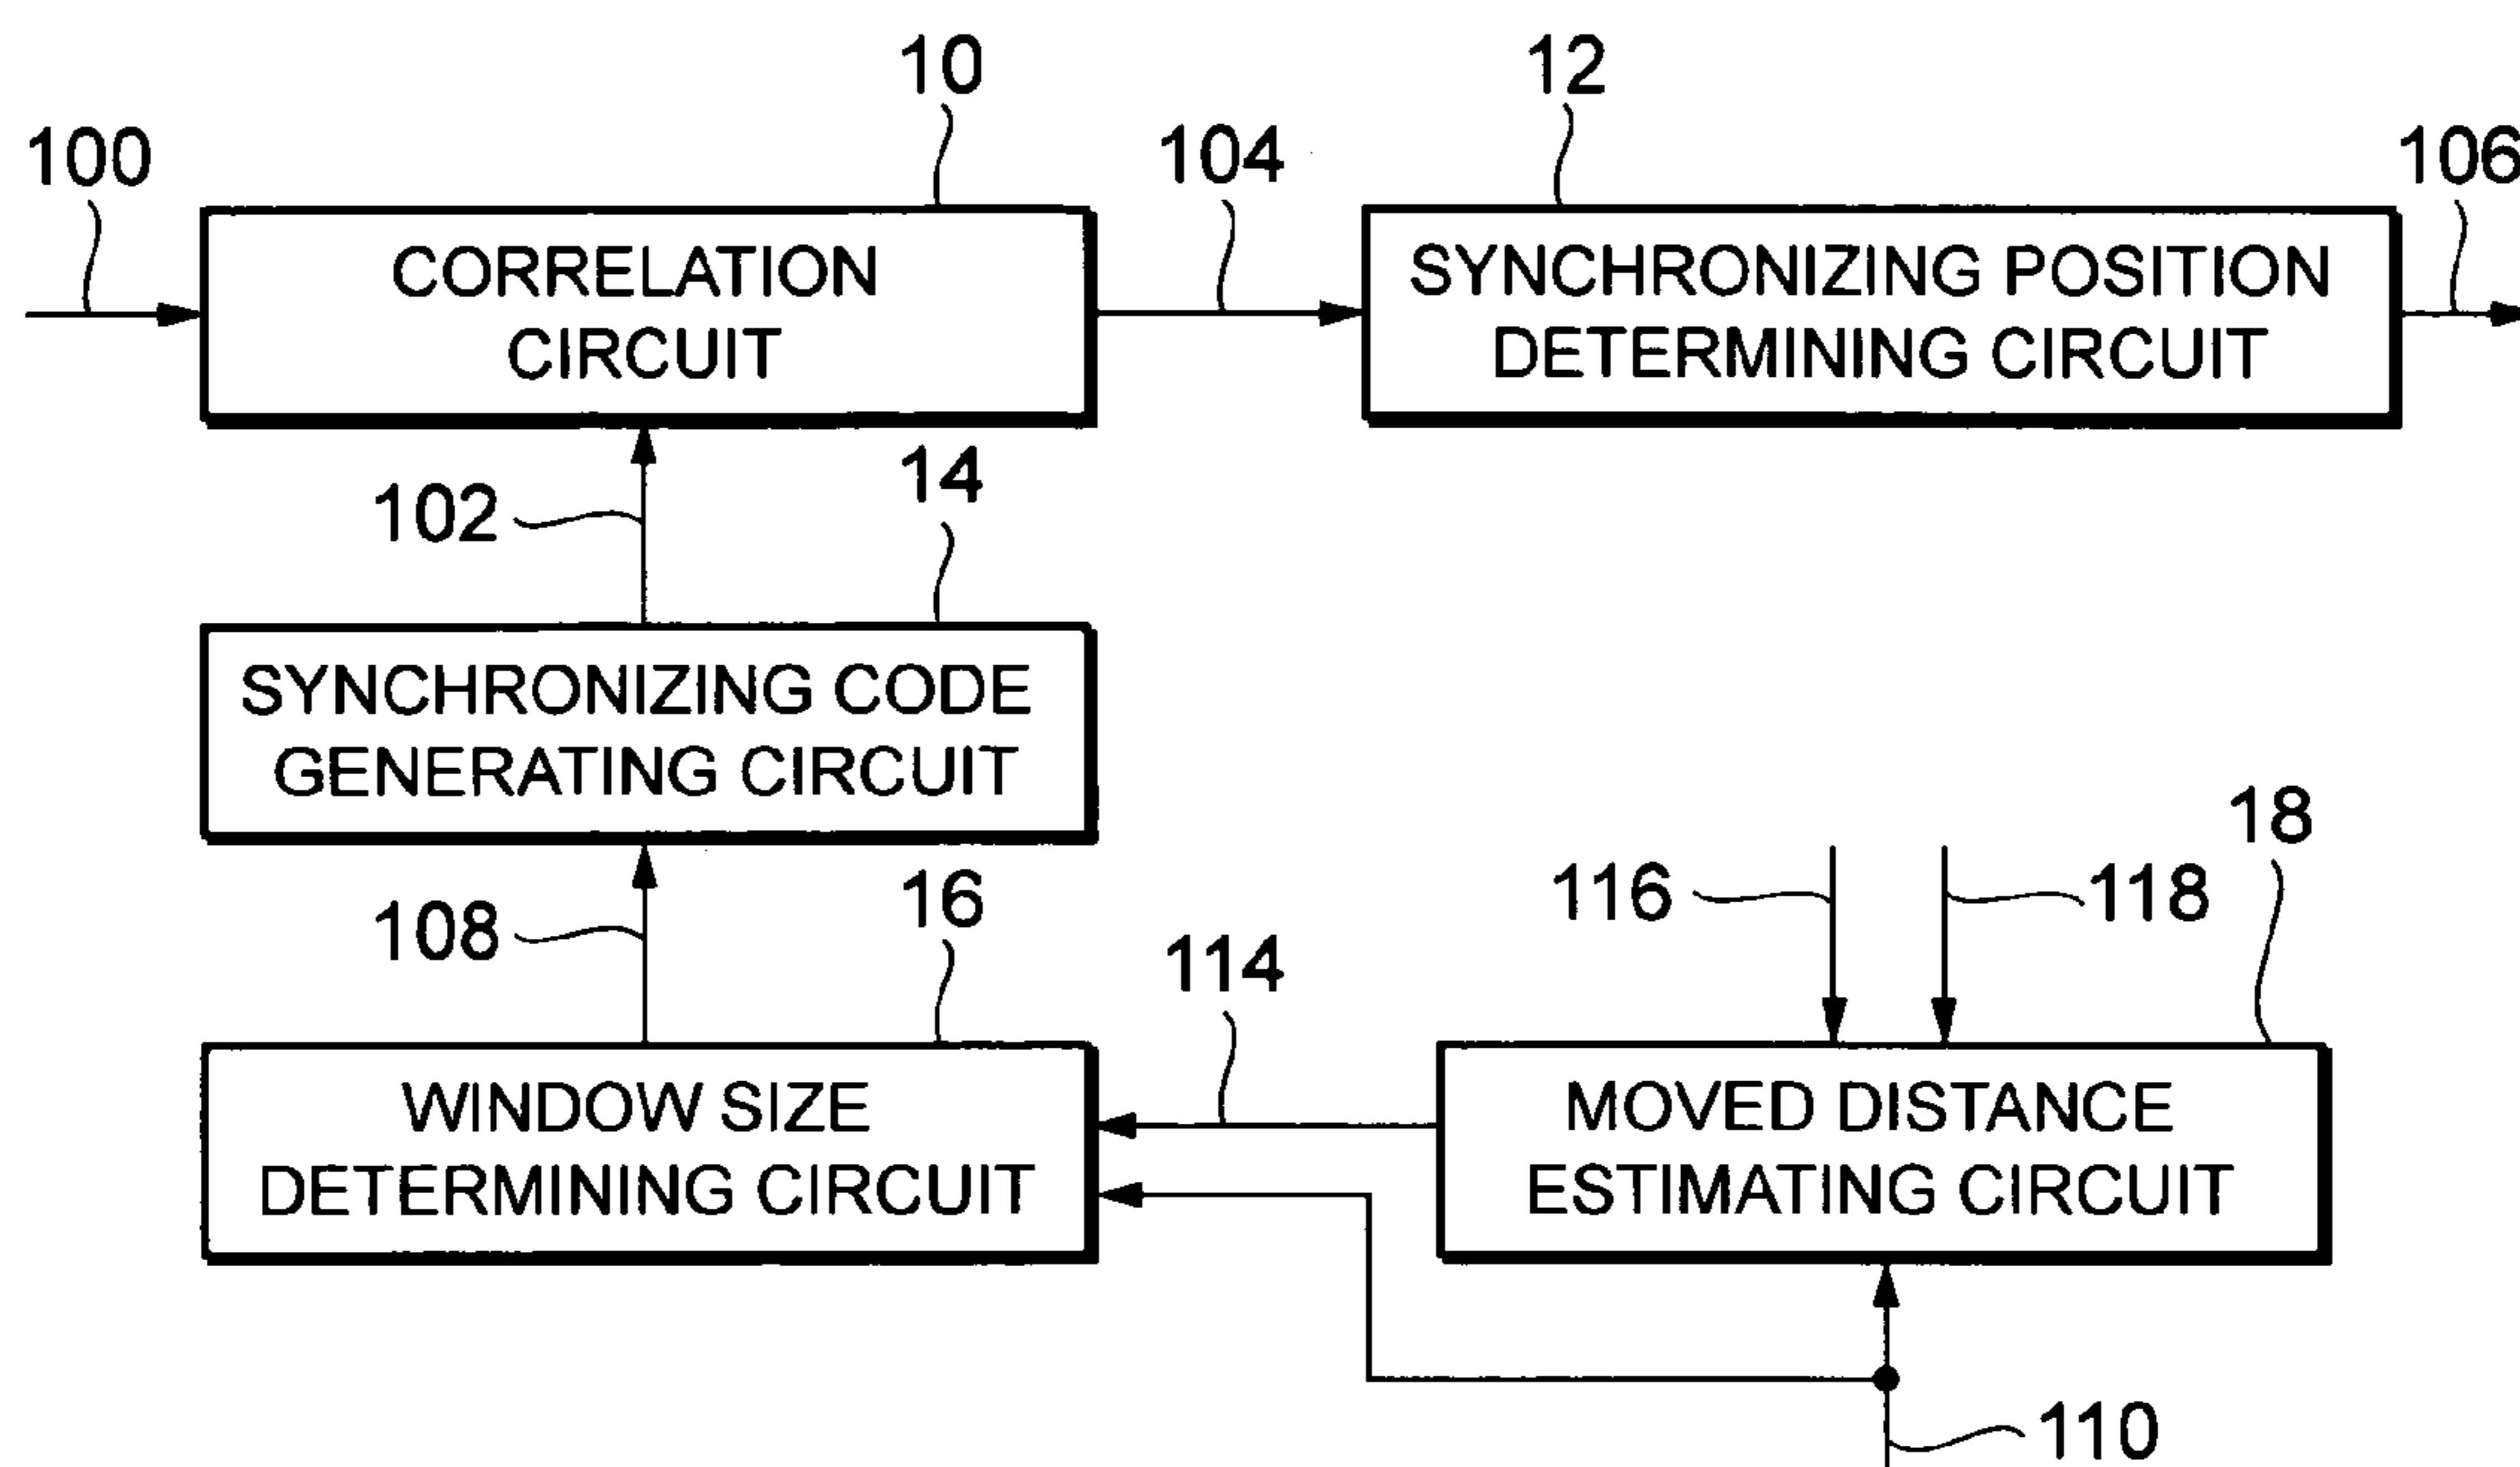 10
12
100
104
106
CORRELATION
CIRCUIT
SYNCHRONIZING POSITION
DETERMINING CIRCUIT
102
14
SYNCHRONIZING CODE
GENERATING CIRCUIT
108
16
116
118
18
114
WINDOW SIZE
DETERMINING CIRCUIT
MOVED DISTANCE
ESTIMATING CIRCUIT
110